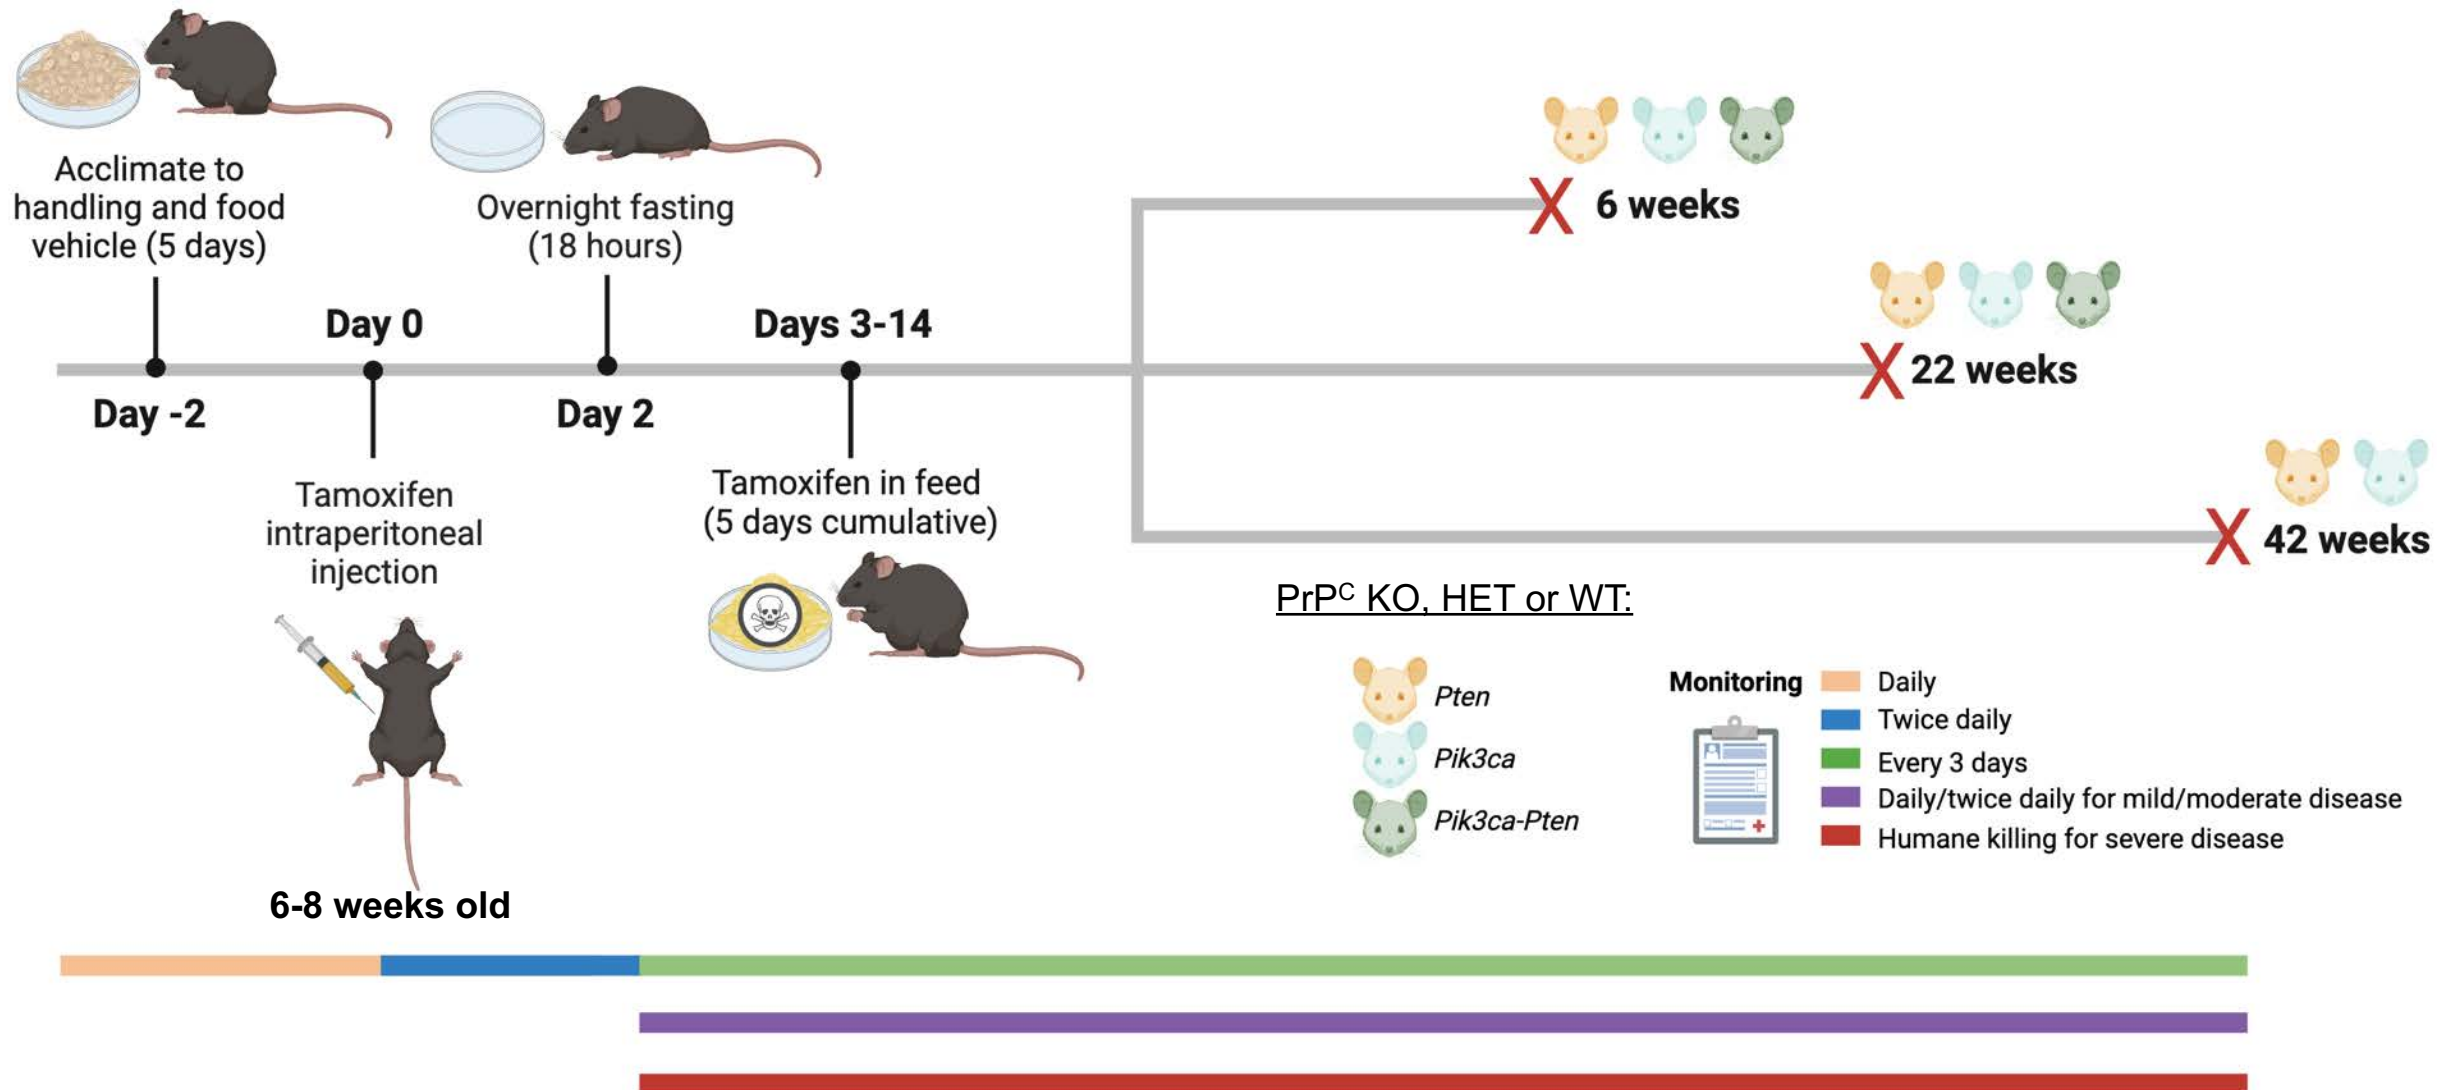 Acclimate to
handling and food
vehicle (5 days)
Overnight fasting
(18 hours)
Day 0
Days 3-14
Day -2
Day 2
Tamoxifen
intraperitoneal
injection
Tamoxifen in feed
(5 days cumulative)
6-8 weeks old
6 weeks
22 weeks
42 weeks
PrPᶜ KO, HET or WT:
Pten
Pik3ca
Pik3ca-Pten
Monitoring
Daily
Twice daily
Every 3 days
Daily/twice daily for mild/moderate disease
Humane killing for severe disease